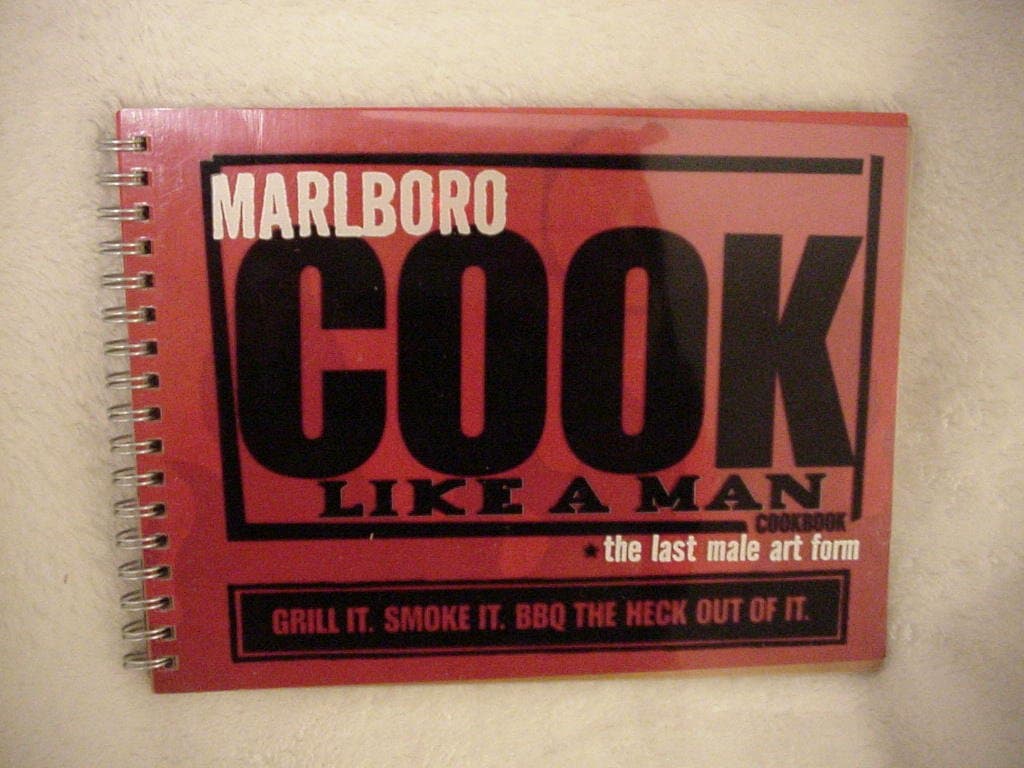 MARLBORO
COOK
LIKE A MAN
COOKBOOK
★ the last male art form
GRILL IT. SMOKE IT. BBQ THE HECK OUT OF IT.